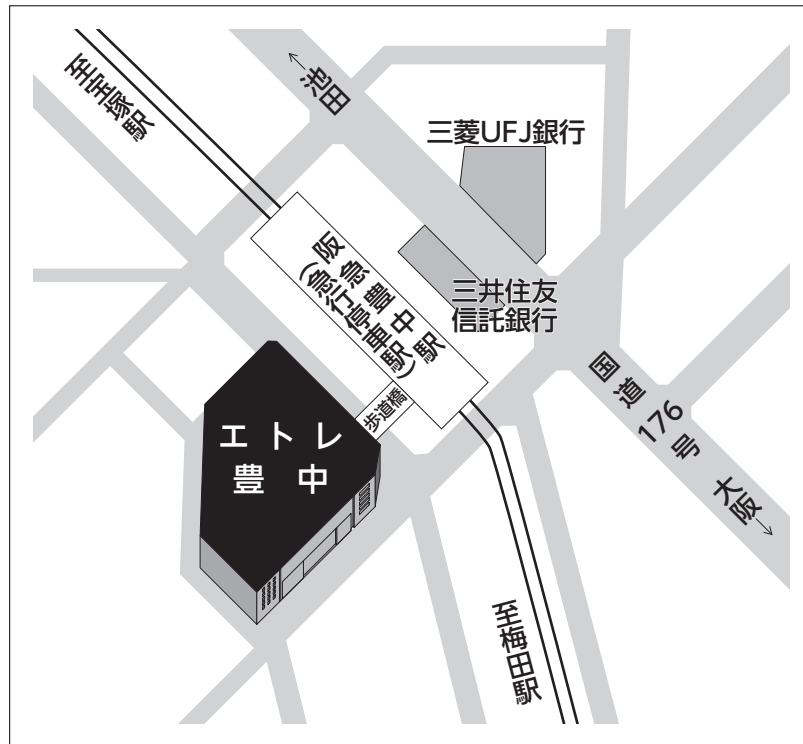 至宝塚駅
←池田
三菱UFJ銀行
阪急豊中駅
(急行停車駅)
三井住友
信託銀行
国道176号
歩道橋
エトレ
豊中
大阪→
至梅田駅